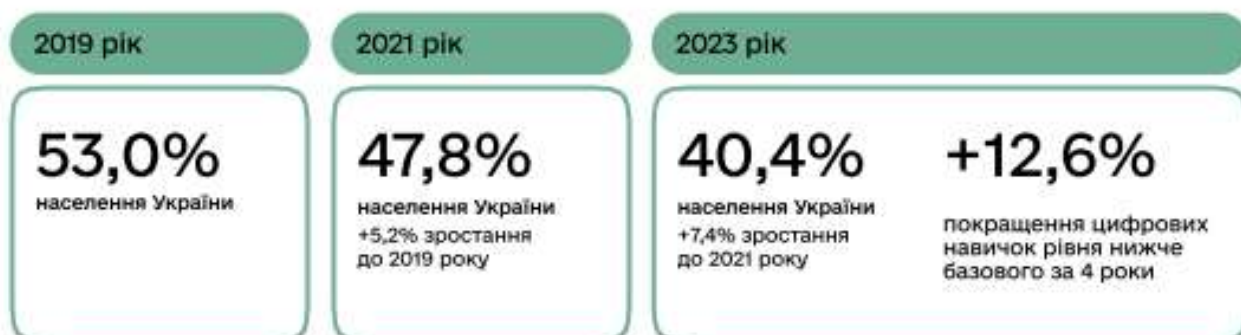 2019 рік
53,0%
населення України
2021 рік
47,8%
населення України
+5,2% зростання
до 2019 року
2023 рік
40,4%
населення України
+7,4% зростання
до 2021 року
+12,6%
покращення цифрових
навичок рівня нижче
базового за 4 роки